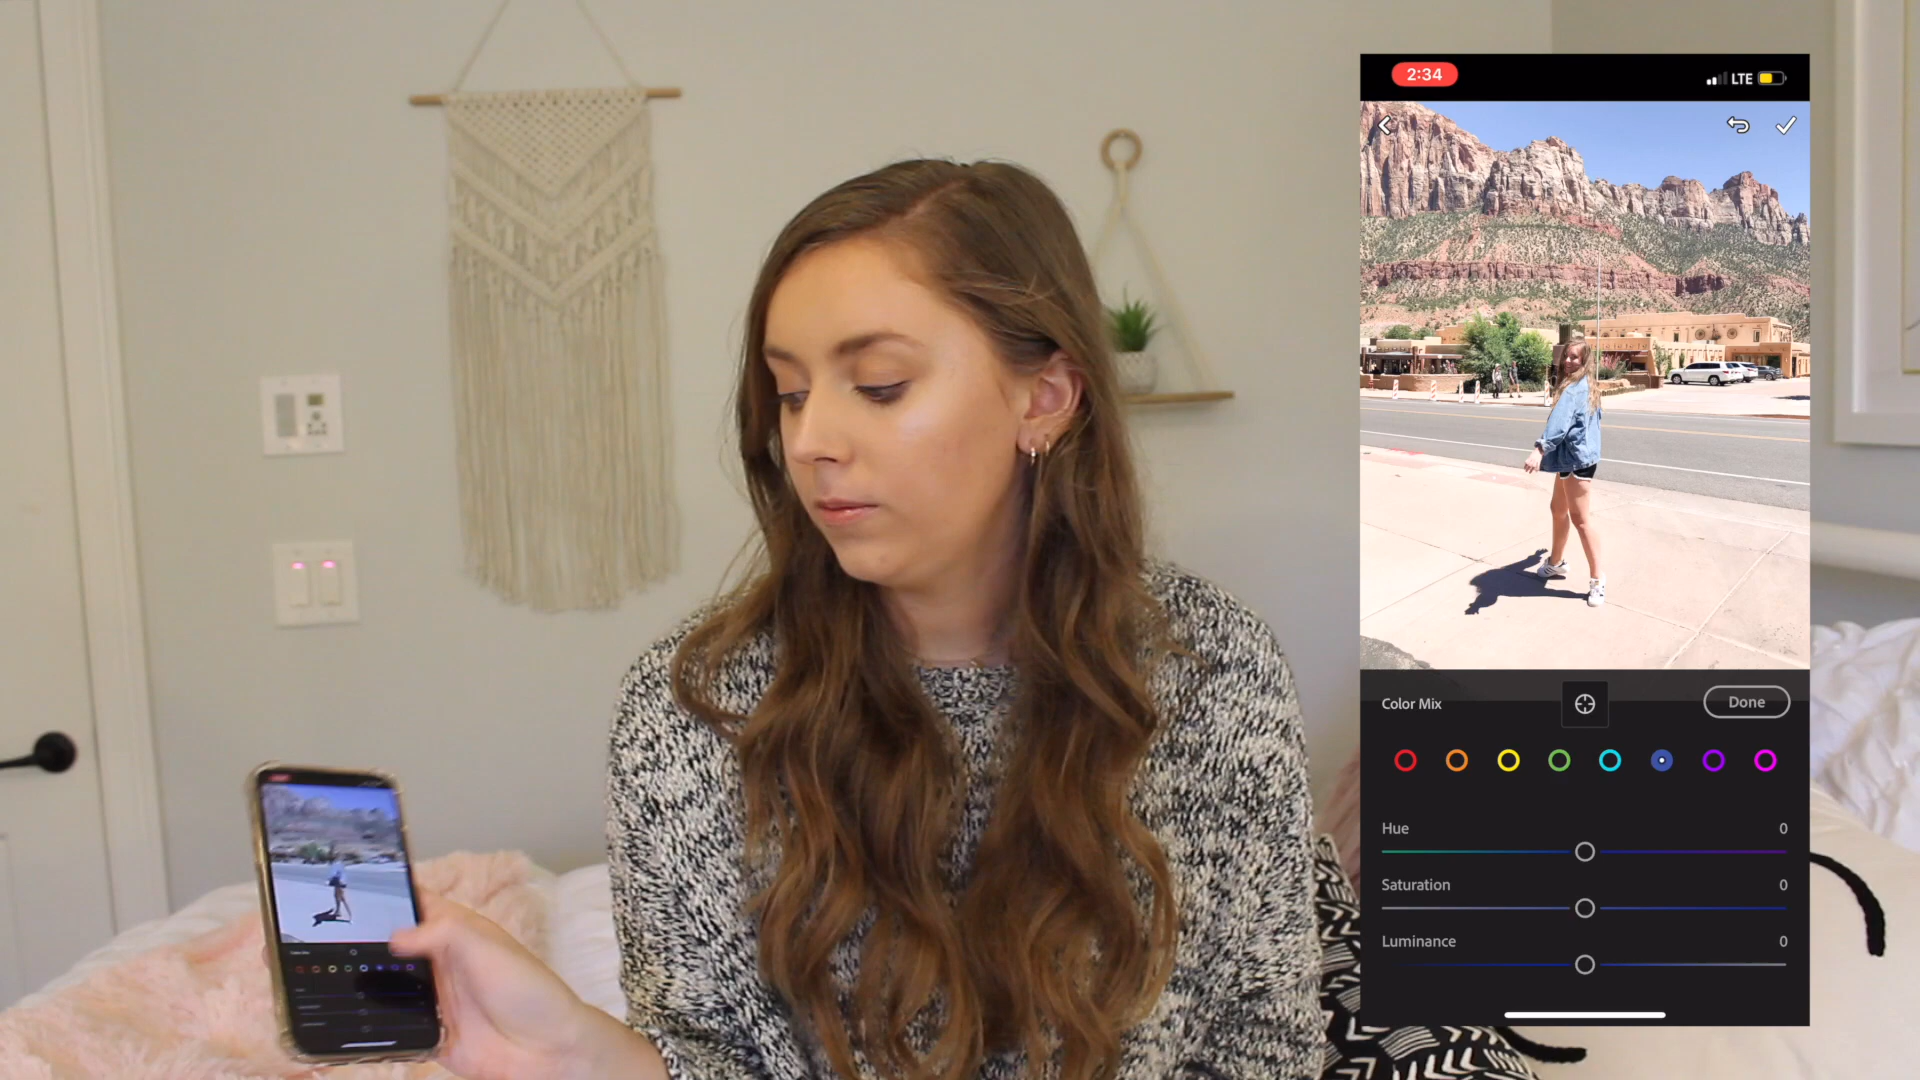 2:34
LTE
Color Mix
Done
Hue 0
Saturation 0
Luminance 0